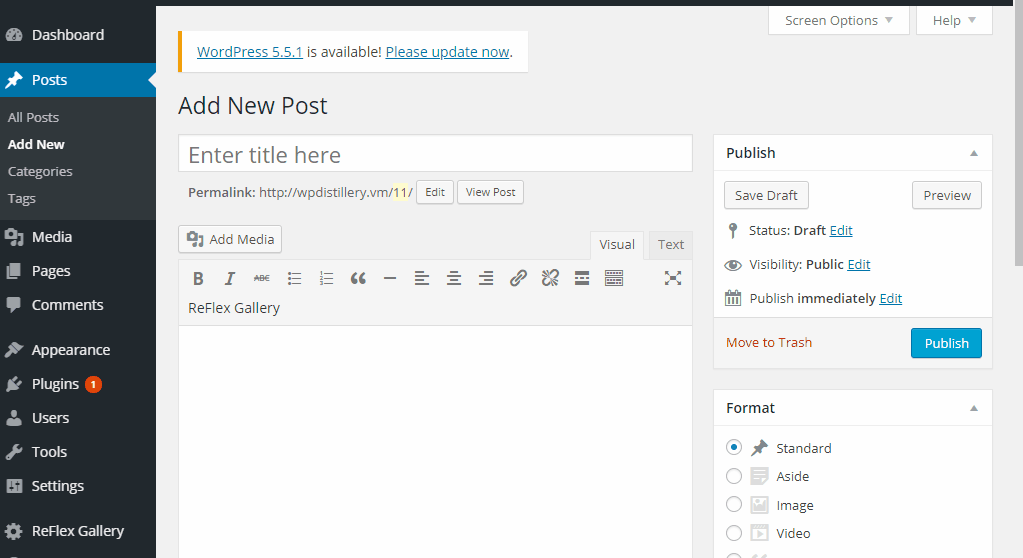 Dashboard
Posts
All Posts
Add New
Categories
Tags
Media
Pages
Comments
Appearance
Plugins 1
Users
Tools
Settings
ReFlex Gallery
Screen Options
Help
WordPress 5.5.1 is available! Please update now.
Add New Post
Enter title here
Permalink: http://wpdistillery.vm/11/ Edit View Post
Add Media
Visual Text
B I ABC
ReFlex Gallery
Publish
Save Draft Preview
Status: Draft Edit
Visibility: Public Edit
Publish immediately Edit
Move to Trash Publish
Format
Standard
Aside
Image
Video